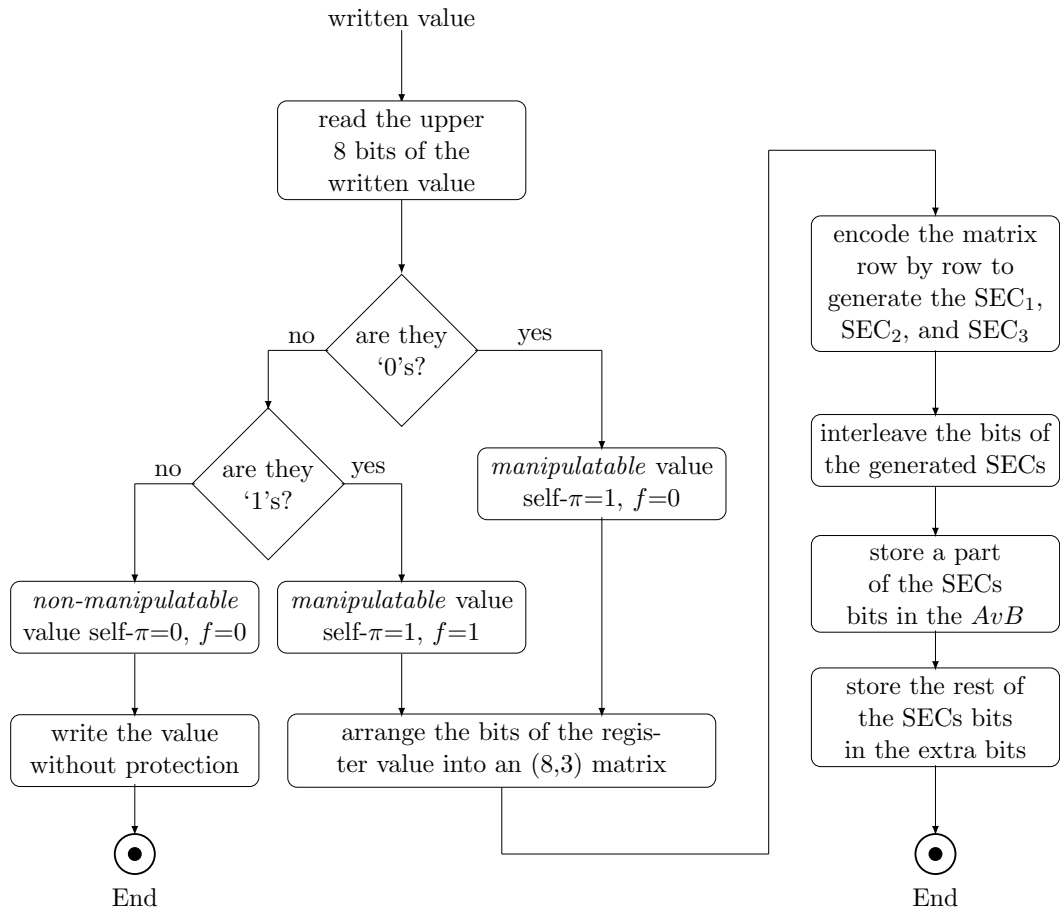 written value
read the upper
8 bits of the
written value
are they
‘0’s?
no
yes
are they
‘1’s?
no
yes
manipulatable value
self-π=1, f=0
non-manipulatable
value self-π=0, f=0
manipulatable value
self-π=1, f=1
write the value
without protection
arrange the bits of the regis-
ter value into an (8,3) matrix
End
encode the matrix
row by row to
generate the SEC₁,
SEC₂, and SEC₃
interleave the bits of
the generated SECs
store a part
of the SECs
bits in the AvB
store the rest of
the SECs bits
in the extra bits
End